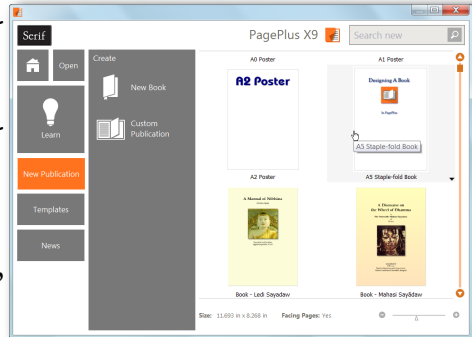 Serif
PagePlus X9
Search new
Open
Learn
New Publication
Templates
News
Create
New Book
Custom
Publication
A0 Poster
A1 Poster
A2 Poster
Designing A Book
in PagePlus
A5 Staple-fold Book
A2 Poster
A5 Staple-fold Book
A Manual of Nibbāna
A Discourse on
the Wheel of Dhamma
Book - Ledi Sayadaw
Book - Mahasi Sayādaw
Size: 11.693 in x 8.268 in
Facing Pages: Yes